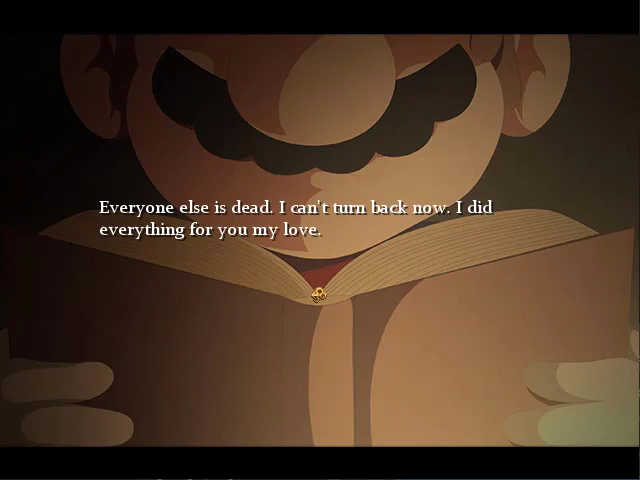 Everyone else is dead. I can't turn back now. I did
everything for you my love.